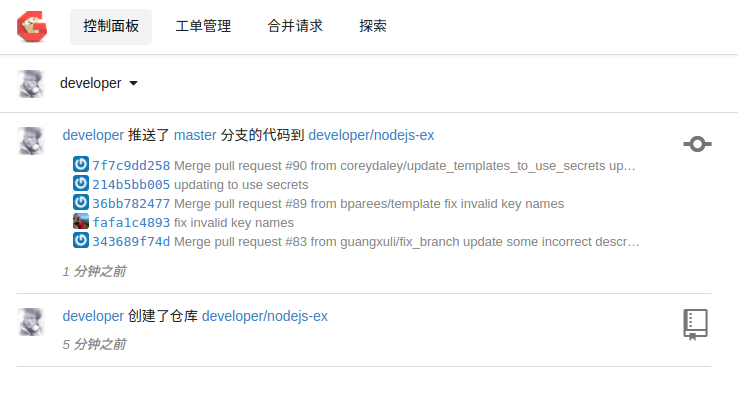 控制面板 工单管理 合并请求 探索
developer
developer 推送了 master 分支的代码到 developer/nodejs-ex
7f7c9dd258 Merge pull request #90 from coreydaley/update_templates_to_use_secrets up…
214b5bb005 updating to use secrets
36bb782477 Merge pull request #89 from bparees/template fix invalid key names
fafa1c4893 fix invalid key names
343689f74d Merge pull request #83 from guangxuli/fix_branch update some incorrect descr…
1 分钟之前
developer 创建了仓库 developer/nodejs-ex
5 分钟之前